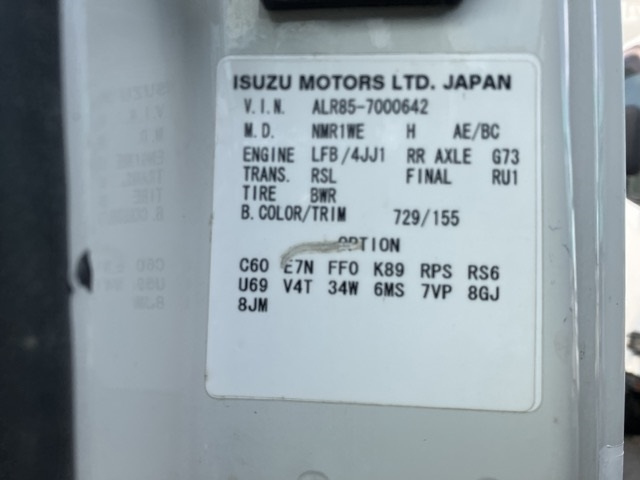 ISUZU MOTORS LTD. JAPAN
V.I.N. ALR85-7000642
M.D. NMR1WE H AE/BC
ENGINE LFB/4JJ1 RR AXLE G73
TRANS. RSL FINAL RU1
TIRE BWR
B.COLOR/TRIM 729/155
OPTION
C60 E7N FF0 K89 RPS RS6
U69 V4T 34W 6MS 7VP 8GJ
8JM